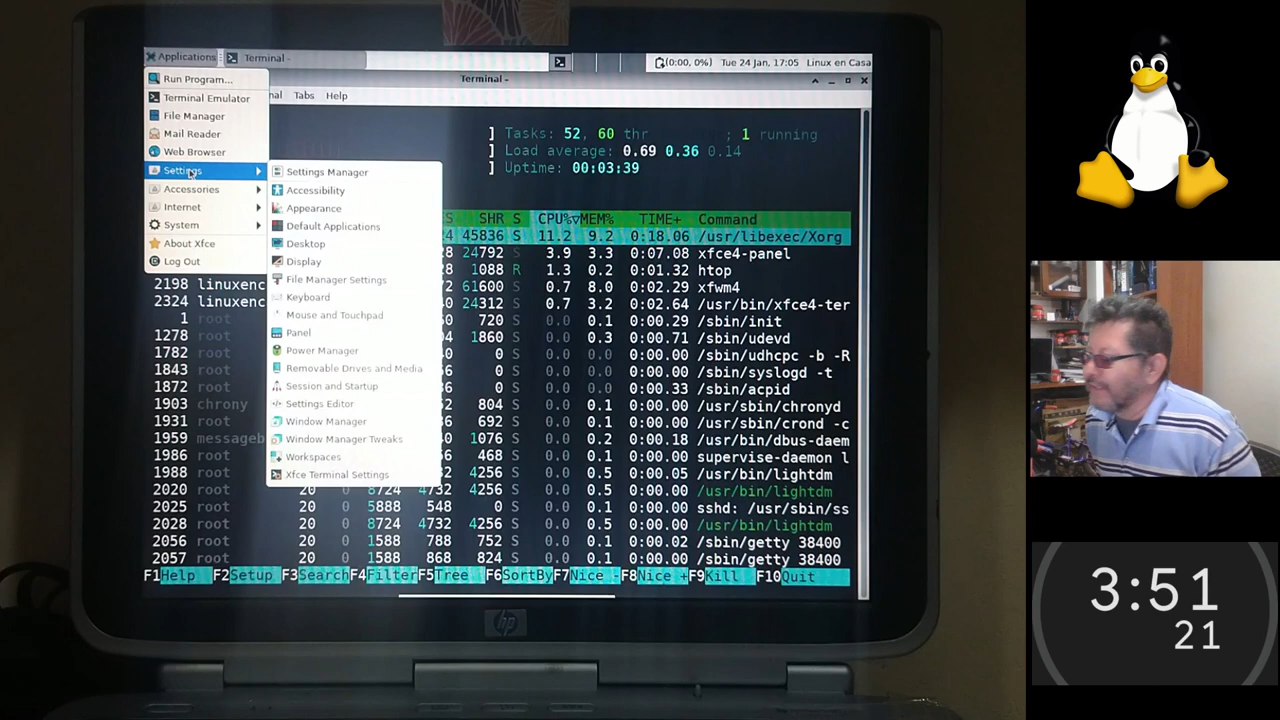 Applications
Terminal -
(0:00, 0%) Tue 24 Jan, 17:05 Linux en Casa
Terminal -
Tabs Help
Run Program...
Terminal Emulator
File Manager
Mail Reader
Web Browser
Settings
Accessories
Internet
System
About Xfce
Log Out
Settings Manager
Accessibility
Appearance
Default Applications
Desktop
Display
File Manager Settings
Keyboard
Mouse and Touchpad
Panel
Power Manager
Removable Drives and Media
Session and Startup
Settings Editor
Window Manager
Window Manager Tweaks
Workspaces
Xfce Terminal Settings
] Tasks: 52, 60 thr ; 1 running
] Load average: 0.69 0.36 0.14
] Uptime: 00:03:39
S SHR S CPU%▽MEM% TIME+ Command
4 45836 S 11.2 9.2 0:18.06 /usr/libexec/Xorg
8 24792 S 3.9 3.3 0:07.08 xfce4-panel
8 1088 R 1.3 0.2 0:01.32 htop
2198 linuxenc 2 61600 S 0.7 8.0 0:02.29 xfwm4
2324 linuxenc 0 24312 S 0.7 3.2 0:02.64 /usr/bin/xfce4-ter
1 root 0 720 S 0.0 0.1 0:00.29 /sbin/init
1278 root 4 1860 S 0.0 0.3 0:00.71 /sbin/udevd
1782 root 0 0 S 0.0 0.0 0:00.00 /sbin/udhcpc -b -R
1843 root 6 0 S 0.0 0.0 0:00.00 /sbin/syslogd -t
1872 root 6 0 S 0.0 0.0 0:00.33 /sbin/acpid
1903 chrony 2 804 S 0.0 0.1 0:00.00 /usr/sbin/chronyd
1931 root 6 692 S 0.0 0.1 0:00.00 /usr/sbin/crond -c
1959 messageb 0 1076 S 0.0 0.2 0:00.18 /usr/bin/dbus-daem
1986 root 6 468 S 0.0 0.1 0:00.00 supervise-daemon l
1988 root 2 4256 S 0.0 0.5 0:00.05 /usr/sbin/lightdm
2020 root 20 0 8724 4732 4256 S 0.0 0.5 0:00.00 /usr/bin/lightdm
2025 root 20 0 5888 548 0 S 0.0 0.1 0:00.00 sshd: /usr/sbin/ss
2028 root 20 0 8724 4732 4256 S 0.0 0.5 0:00.00 /usr/bin/lightdm
2056 root 20 0 1588 788 752 S 0.0 0.1 0:00.02 /sbin/getty 38400
2057 root 20 0 1588 868 824 S 0.0 0.1 0:00.00 /sbin/getty 38400
F1Help F2Setup F3Search F4Filter F5Tree F6SortBy F7Nice - F8Nice + F9Kill F10Quit
hp
3:51
21